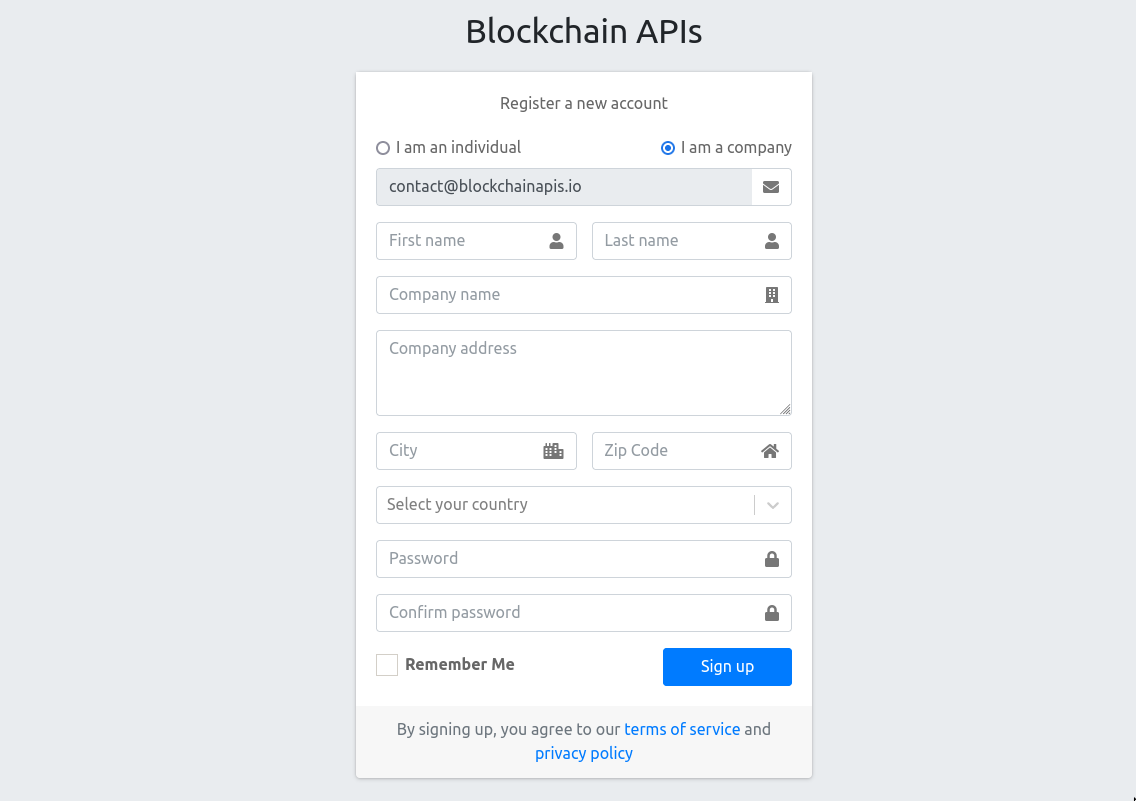 Blockchain APIs
Register a new account
I am an individual
I am a company
contact@blockchainapis.io
First name
Last name
Company name
Company address
City
Zip Code
Select your country
Password
Confirm password
Remember Me
Sign up
By signing up, you agree to our terms of service and
privacy policy